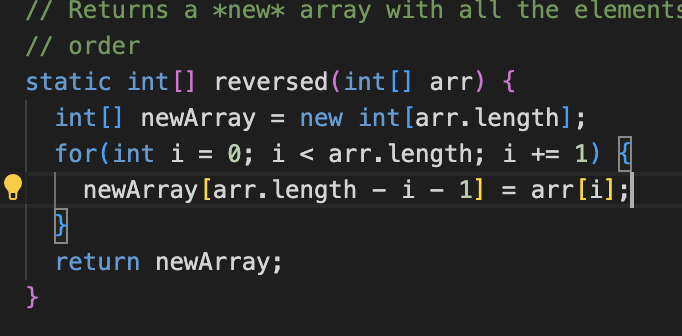 // Returns a *new* array with all the elements
// order
static int[] reversed(int[] arr) {
int[] newArray = new int[arr.length];
for(int i = 0; i < arr.length; i += 1) {
newArray[arr.length - i - 1] = arr[i];
}
return newArray;
}